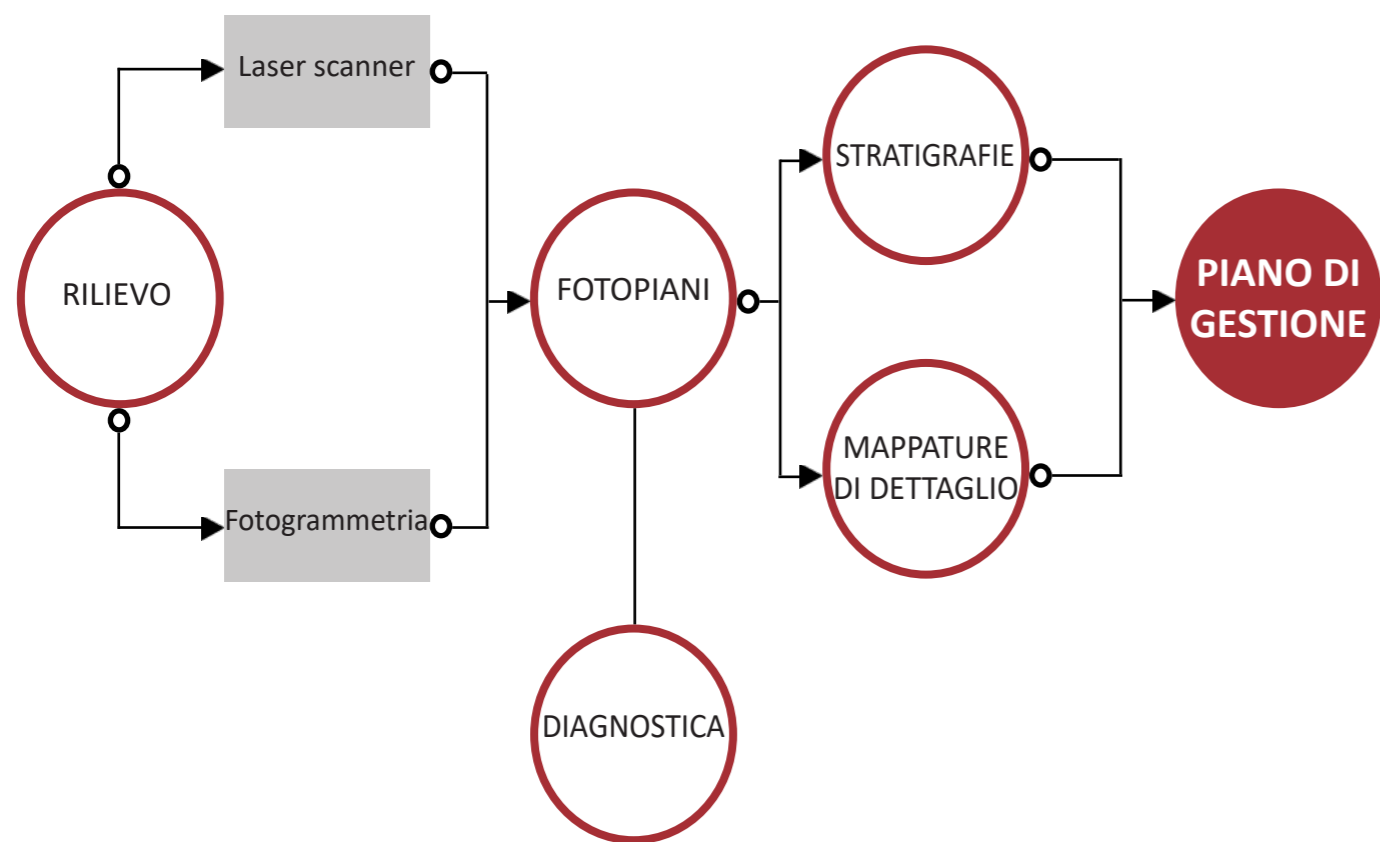 Laser scanner
RILIEVO
Fotogrammetria
FOTOPIANI
DIAGNOSTICA
STRATIGRAFIE
MAPPATURE
DI DETTAGLIO
PIANO DI
GESTIONE